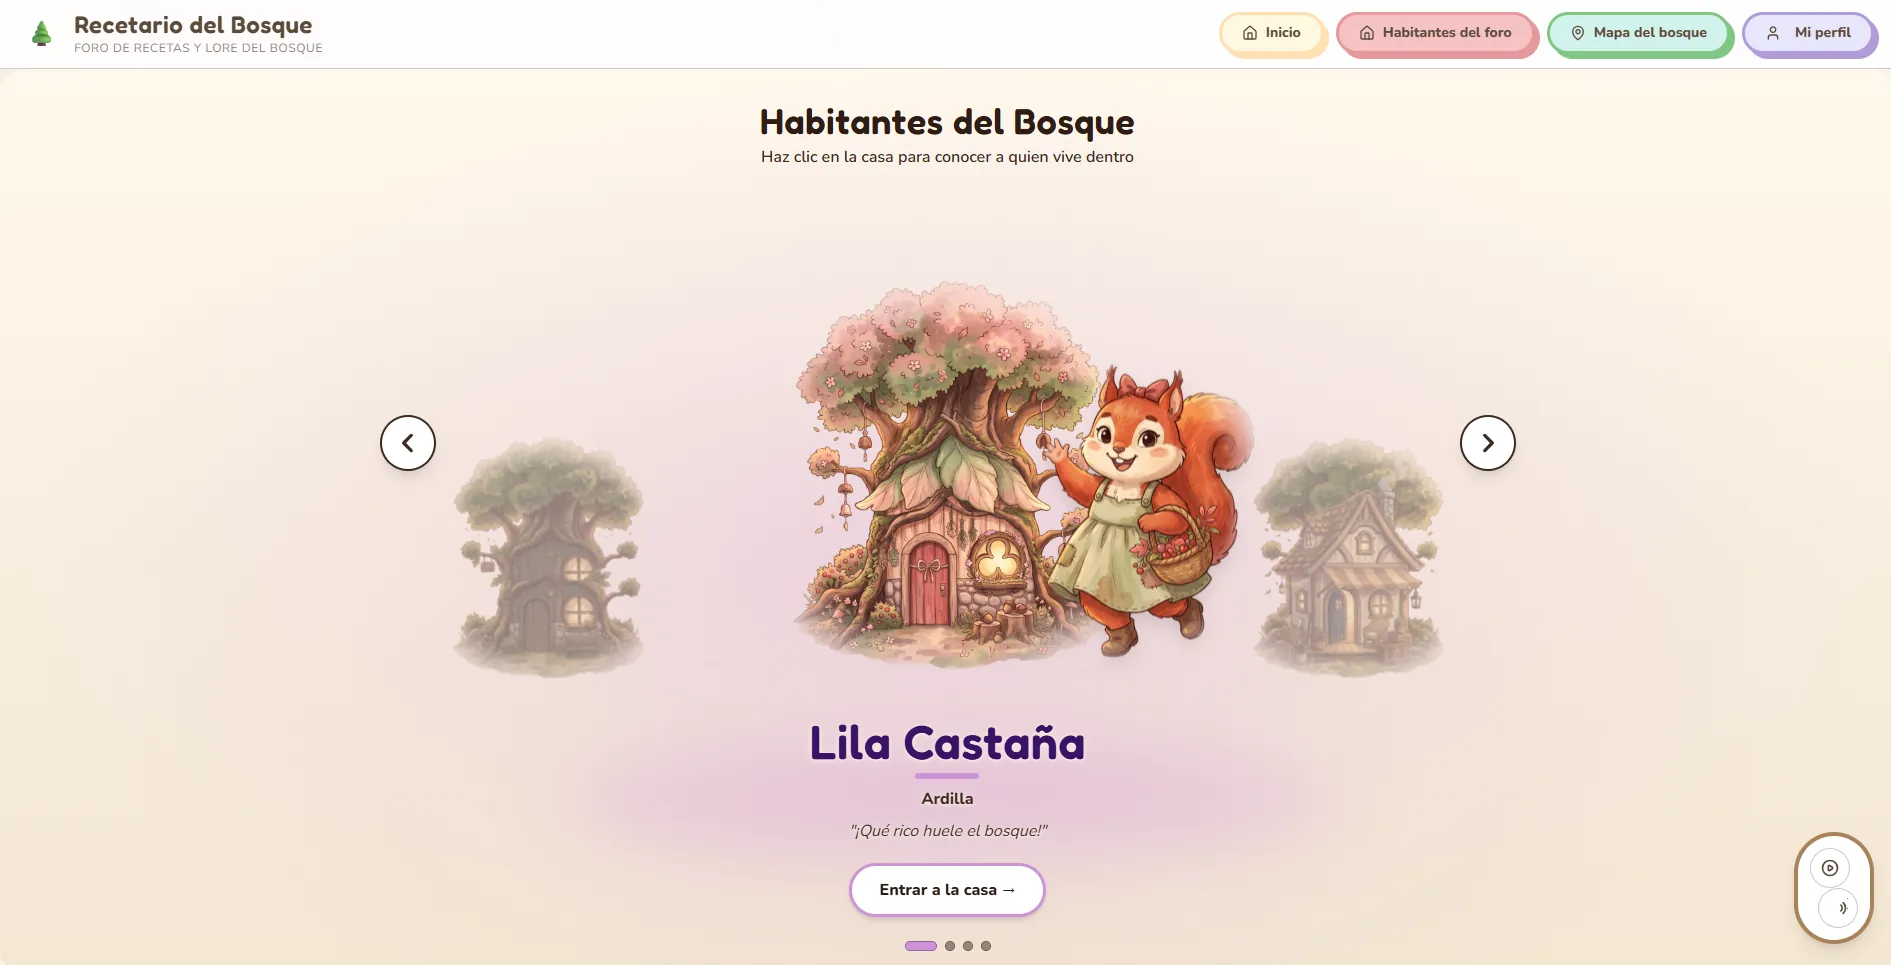 Recetario del Bosque
FORO DE RECETAS Y LORE DEL BOSQUE
Inicio
Habitantes del foro
Mapa del bosque
Mi perfil
Habitantes del Bosque
Haz clic en la casa para conocer a quien vive dentro
Lila Castaña
Ardilla
"¡Qué rico huele el bosque!"
Entrar a la casa →